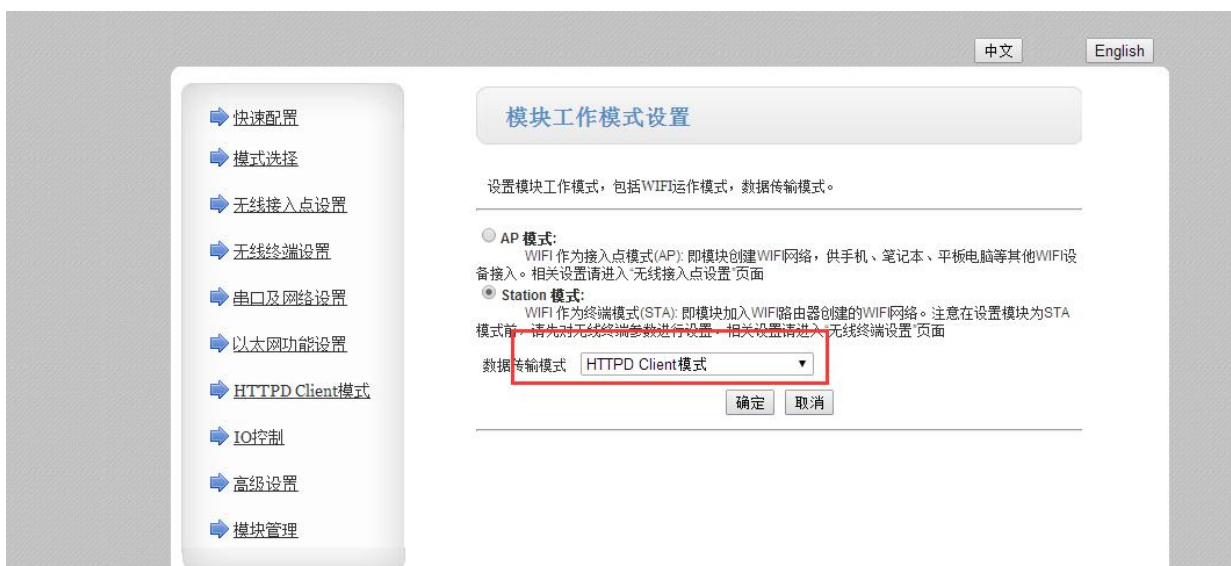 中文
English
快速配置
模式选择
无线接入点设置
无线终端设置
串口及网络设置
以太网功能设置
HTTPD Client模式
IO控制
高级设置
模块管理
模块工作模式设置
设置模块工作模式，包括WIFI运作模式，数据传输模式。
AP 模式:
WIFI 作为接入点模式(AP): 即模块创建WIFI网络，供手机、笔记本、平板电脑等其他WIFI设
备接入。相关设置请进入“无线接入点设置”页面
Station 模式:
WIFI 作为终端模式(STA): 即模块加入WIFI路由器创建的WIFI网络。注意在设置模块为STA
模式前，请先对无线终端参数进行设置。相关设置请进入“无线终端设置”页面
数据传输模式 HTTPD Client模式
确定 取消